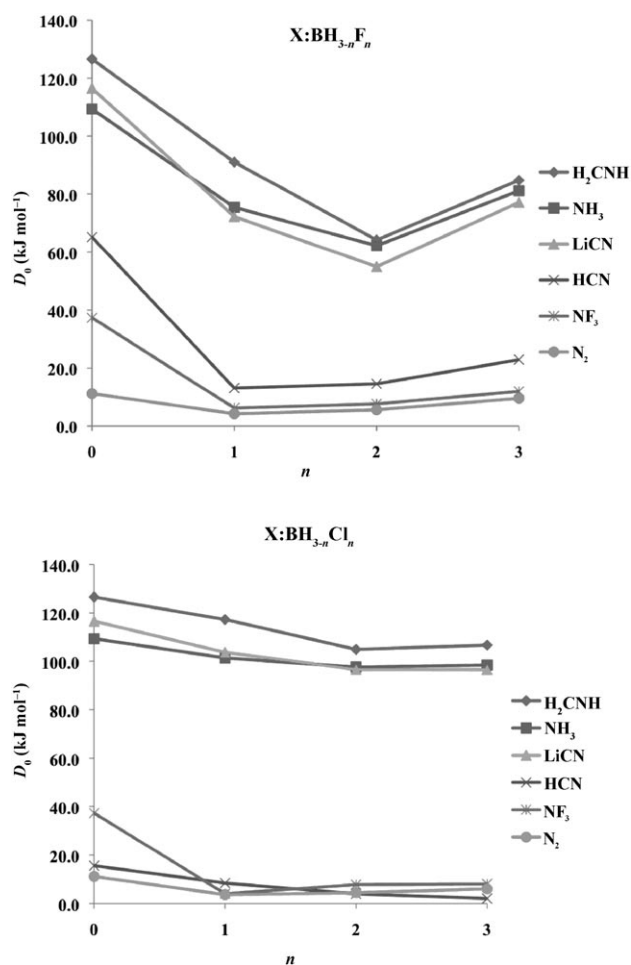 X:BH₃₋ₙFₙ
140.0
120.0
100.0
80.0
60.0
40.0
20.0
0.0
D₀ (kJ mol⁻¹)
0 1 2 3
n
H₂CNH
NH₃
LiCN
HCN
NF₃
N₂
X:BH₃₋ₙClₙ
140.0
120.0
100.0
80.0
60.0
40.0
20.0
0.0
D₀ (kJ mol⁻¹)
0 1 2 3
n
H₂CNH
NH₃
LiCN
HCN
NF₃
N₂